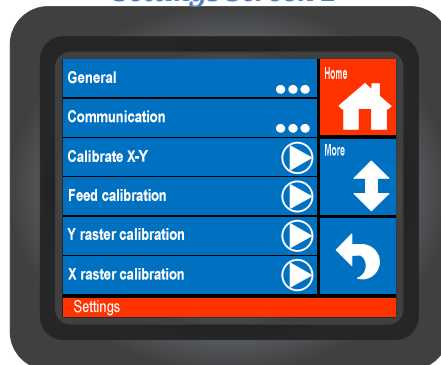 General
Home
Communication
Calibrate X-Y
More
Feed calibration
Y raster calibration
X raster calibration
Settings